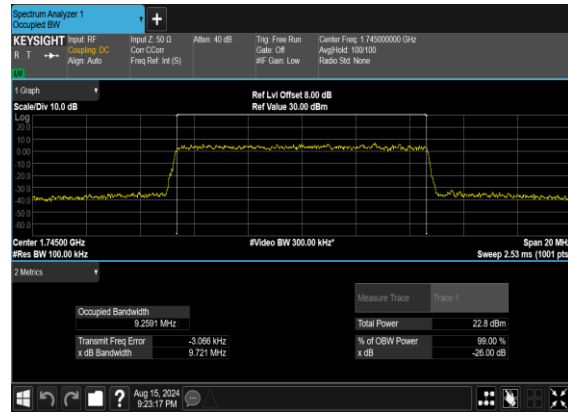 Spectrum Analyzer 1
Occupied BW
+
KEYSIGHT Input: RF Input Z: 50 Ω Atten: 40 dB Trig: Free Run Center Freq: 1.745000000 GHz
R T Coupling: DC Corr CCorr Gate: Off Avg|Hold: 100/100
Align: Auto Freq Ref: Int (S) #IF Gain: Low Radio Std: None
1 Graph
Ref Lvl Offset 8.00 dB
Scale/Div 10.0 dB Ref Value 30.00 dBm
Log
20.0
10.0
0.00
-10.0
-20.0
-30.0
-40.0
-50.0
-60.0
Center 1.74500 GHz #Video BW 300.00 kHz* Span 20 MHz
#Res BW 100.00 kHz Sweep 2.53 ms (1001 pts)
2 Metrics
Measure Trace Trace 1
Occupied Bandwidth
9.2591 MHz Total Power 22.8 dBm
Transmit Freq Error -3.066 kHz % of OBW Power 99.00 %
x dB Bandwidth 9.721 MHz x dB -26.00 dB
? Aug 15, 2024
9:23:17 PM